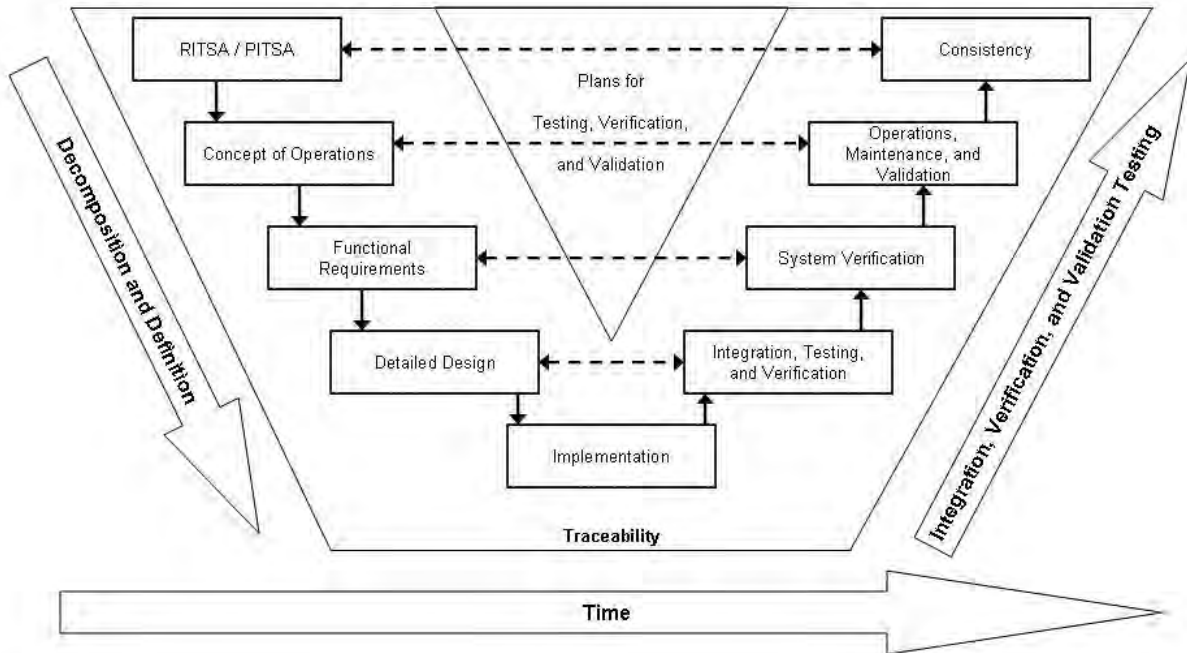 RITSA / PITSA
Consistency
Plans for
Testing, Verification,
and Validation
Concept of Operations
Operations,
Maintenance, and
Validation
Functional
Requirements
System Verification
Detailed Design
Integration, Testing,
and Verification
Implementation
Decomposition and Definition
Integration, Verification, and Validation Testing
Traceability
Time